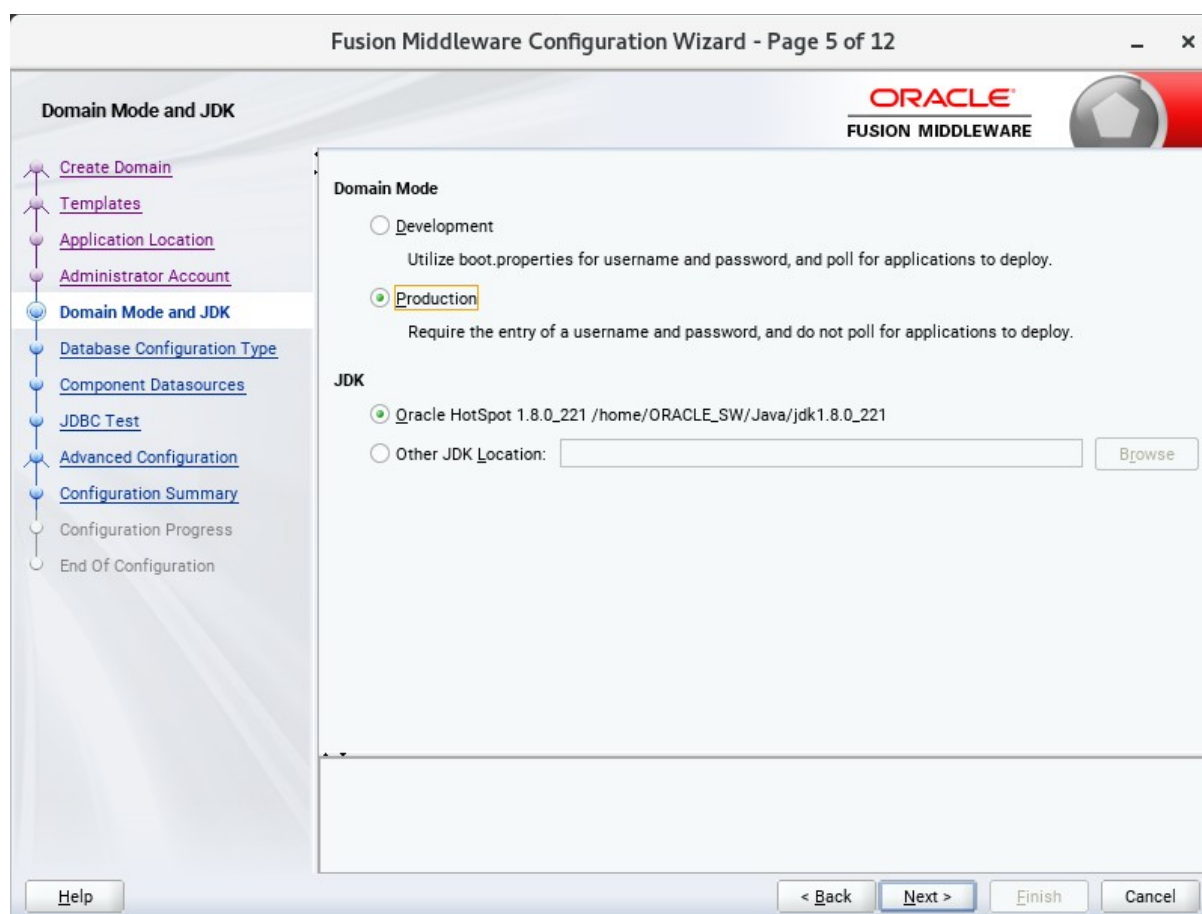 Fusion Middleware Configuration Wizard - Page 5 of 12
Domain Mode and JDK
ORACLE
FUSION MIDDLEWARE
Create Domain
Templates
Application Location
Administrator Account
Domain Mode and JDK
Database Configuration Type
Component Datasources
JDBC Test
Advanced Configuration
Configuration Summary
Configuration Progress
End Of Configuration
Domain Mode
Development
Utilize boot.properties for username and password, and poll for applications to deploy.
Production
Require the entry of a username and password, and do not poll for applications to deploy.
JDK
Oracle HotSpot 1.8.0_221 /home/ORACLE_SW/Java/jdk1.8.0_221
Other JDK Location:
Browse
Help
< Back
Next >
Finish
Cancel